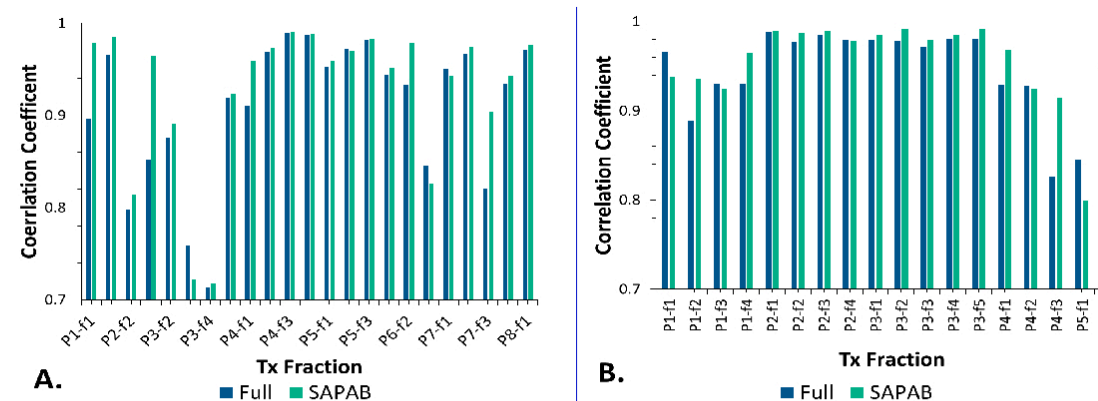 1
0.9
0.8
0.7
Coerrlation Coefficent
P1-f1
P2-f2
P3-f2
P3-f4
P4-f1
P4-f3
P5-f1
P5-f3
P6-f2
P7-f1
P7-f3
P8-f1
Tx Fraction
A.
Full
SAPAB
1
0.9
0.8
0.7
Correlation Coefficient
P1-f1
P1-f2
P1-f3
P1-f4
P2-f1
P2-f2
P2-f3
P2-f4
P3-f1
P3-f2
P3-f3
P3-f4
P3-f5
P4-f1
P4-f2
P4-f3
P5-f1
Tx Fraction
B.
Full
SAPAB